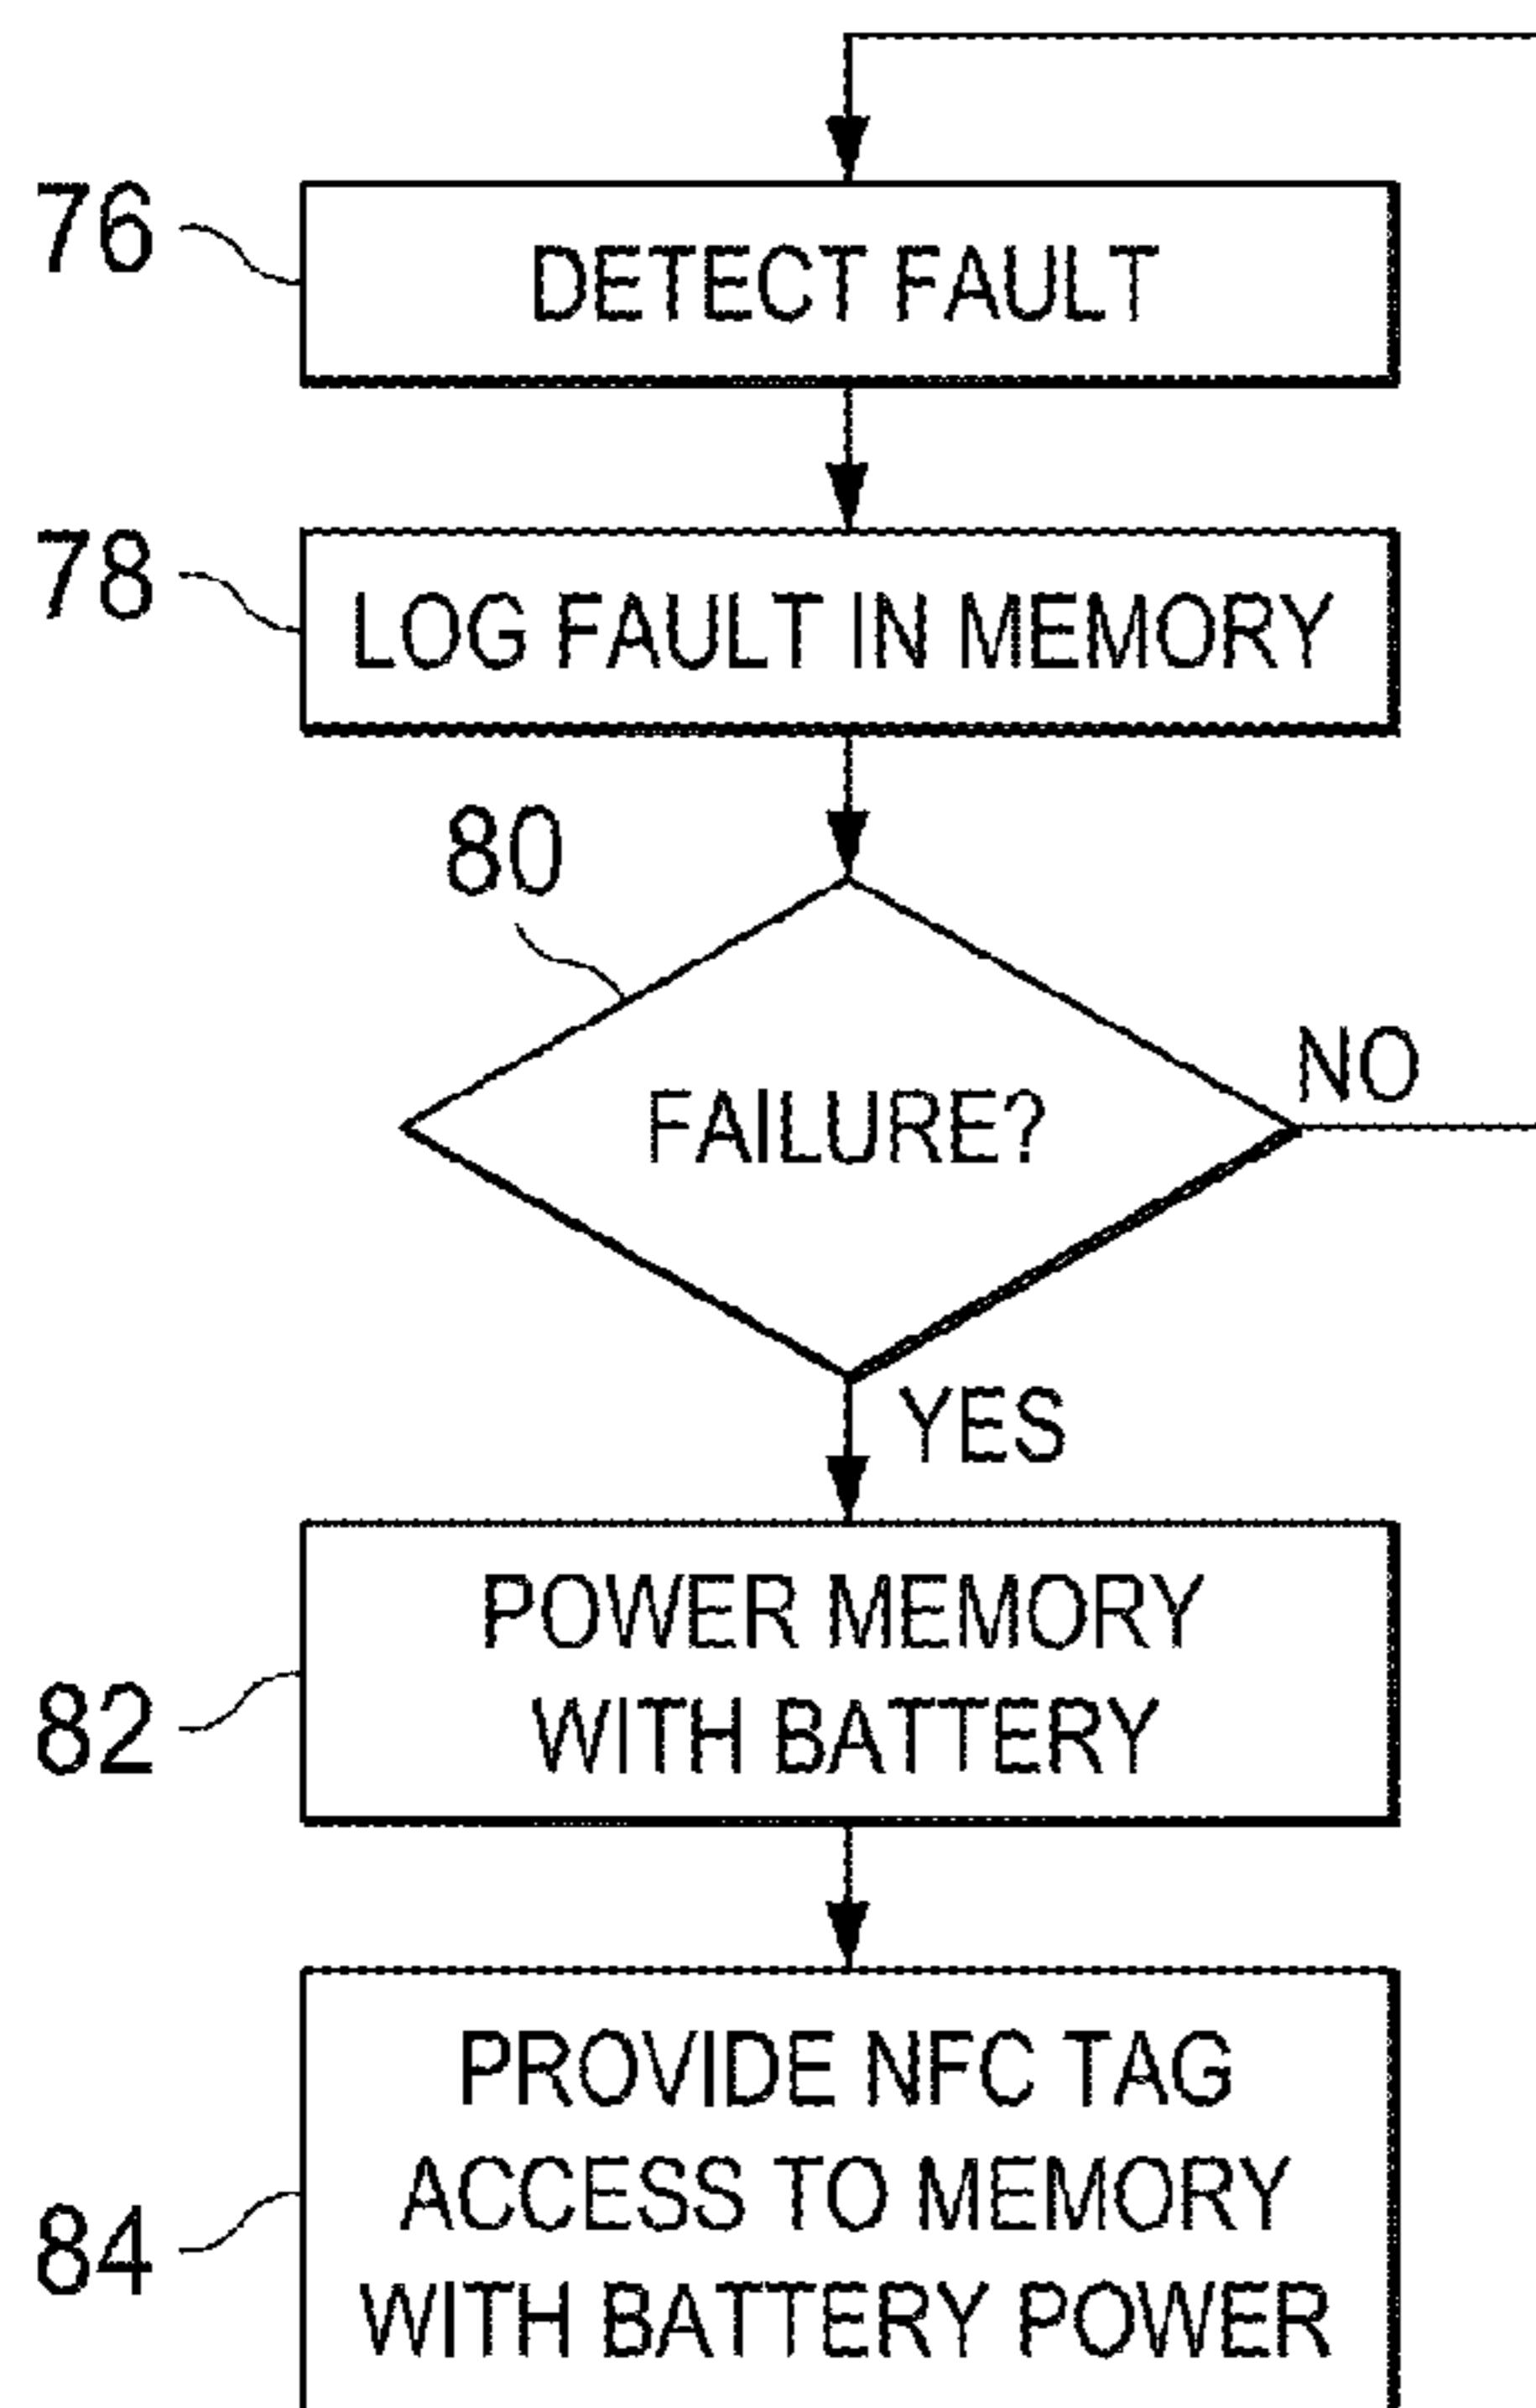 76
DETECT FAULT
78
LOG FAULT IN MEMORY
80
FAILURE?
NO
YES
82
POWER MEMORY
WITH BATTERY
84
PROVIDE NFC TAG
ACCESS TO MEMORY
WITH BATTERY POWER